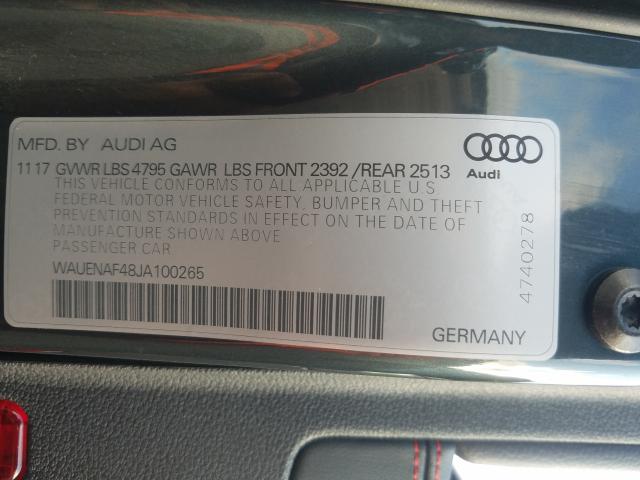 MFD. BY AUDI AG
11 17 GVWR LBS 4795 GAWR LBS FRONT 2392 /REAR 2513
THIS VEHICLE CONFORMS TO ALL APPLICABLE U.S
FEDERAL MOTOR VEHICLE SAFETY, BUMPER AND THEFT
PREVENTION STANDARDS IN EFFECT ON THE DATE OF
MANUFACTURE SHOWN ABOVE
PASSENGER CAR
WAUENAF48JA100265
GERMANY
Audi
4740278